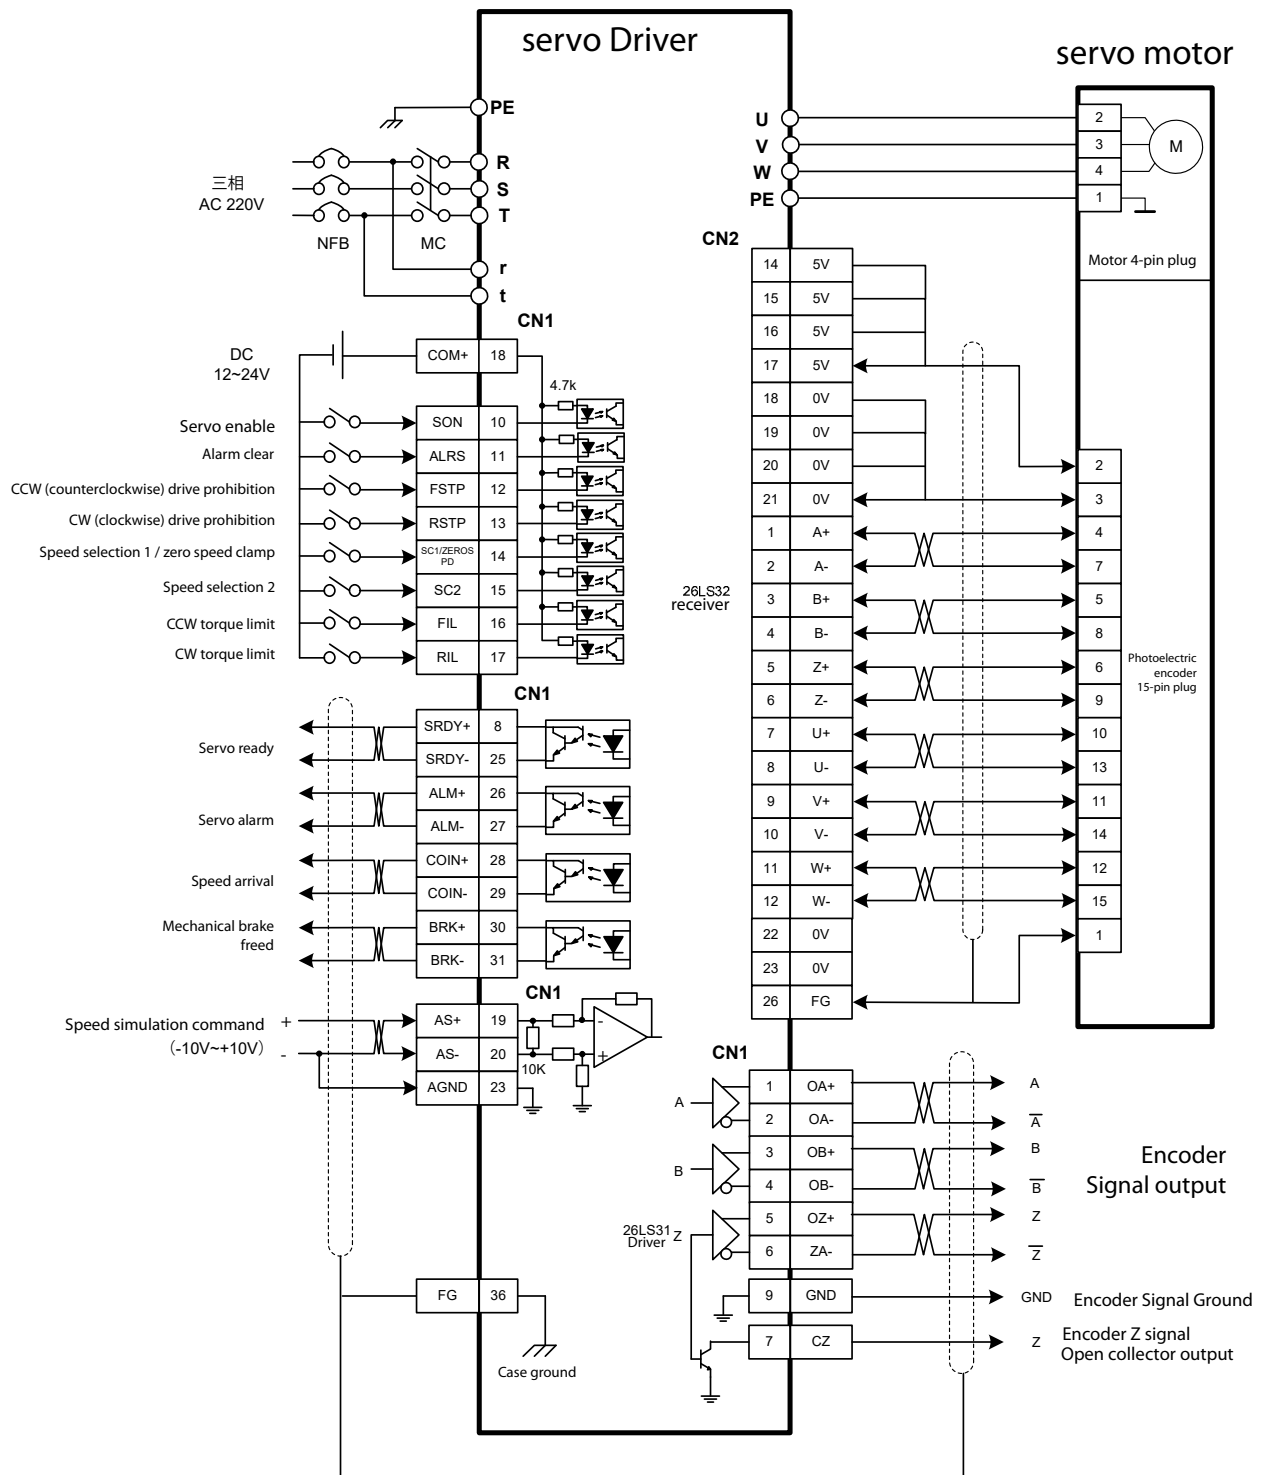 servo Driver
servo motor
PE
R
S
T
三相
AC 220V
NFB
MC
r
t
U
V
W
PE
2
3
4
1
M
Motor 4-pin plug
CN1
DC
12~24V
COM+ 18
4.7k
Servo enable SON 10
Alarm clear ALRS 11
CCW (counterclockwise) drive prohibition FSTP 12
CW (clockwise) drive prohibition RSTP 13
Speed selection 1 / zero speed clamp SC1/ZEROS 14
PD
Speed selection 2 SC2 15
CCW torque limit FIL 16
CW torque limit RIL 17
CN1
Servo ready
SRDY+ 8
SRDY- 25
Servo alarm
ALM+ 26
ALM- 27
Speed arrival
COIN+ 28
COIN- 29
Mechanical brake
freed
BRK+ 30
BRK- 31
CN1
Speed simulation command
(-10V~+10V)
+
-
AS+ 19
AS- 20
AGND 23
10K
-
+
FG 36
Case ground
CN2
14 5V
15 5V
16 5V
17 5V
18 0V
19 0V
20 0V
21 0V
1 A+
2 A-
3 B+
4 B-
5 Z+
6 Z-
7 U+
8 U-
9 V+
10 V-
11 W+
12 W-
22 0V
23 0V
26 FG
26LS32
receiver
2
3
4
7
5
8
6
9
10
13
11
14
12
15
1
Photoelectric
encoder
15-pin plug
CN1
A
1 OA+ A
2 OA- A̅
B
3 OB+ B
4 OB- B̅
26LS31
Driver
Z
5 OZ+ Z
6 ZA- Z̅
9 GND GND
7 CZ Z
Encoder
Signal output
Encoder Signal Ground
Encoder Z signal
Open collector output